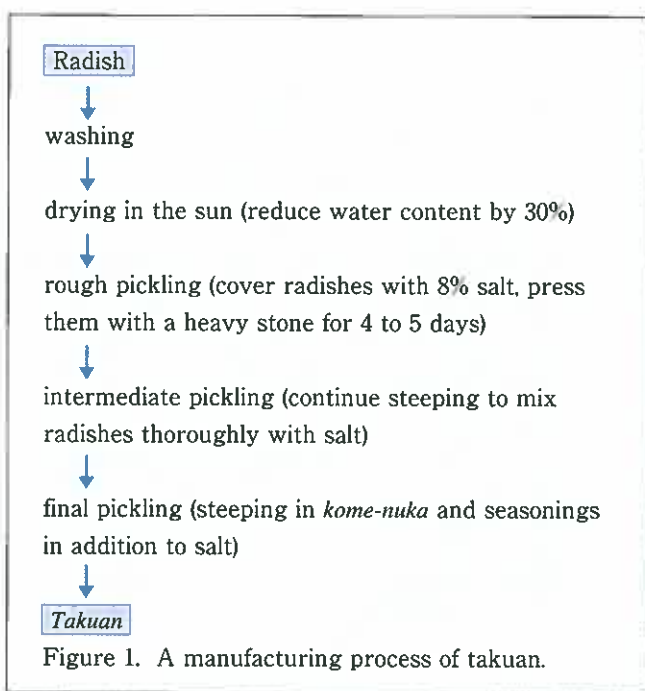 Radish
washing
drying in the sun (reduce water content by 30%)
rough pickling (cover radishes with 8% salt, press
them with a heavy stone for 4 to 5 days)
intermediate pickling (continue steeping to mix
radishes thoroughly with salt)
final pickling (steeping in kome-nuka and seasonings
in addition to salt)
Takuan
Figure 1. A manufacturing process of takuan.